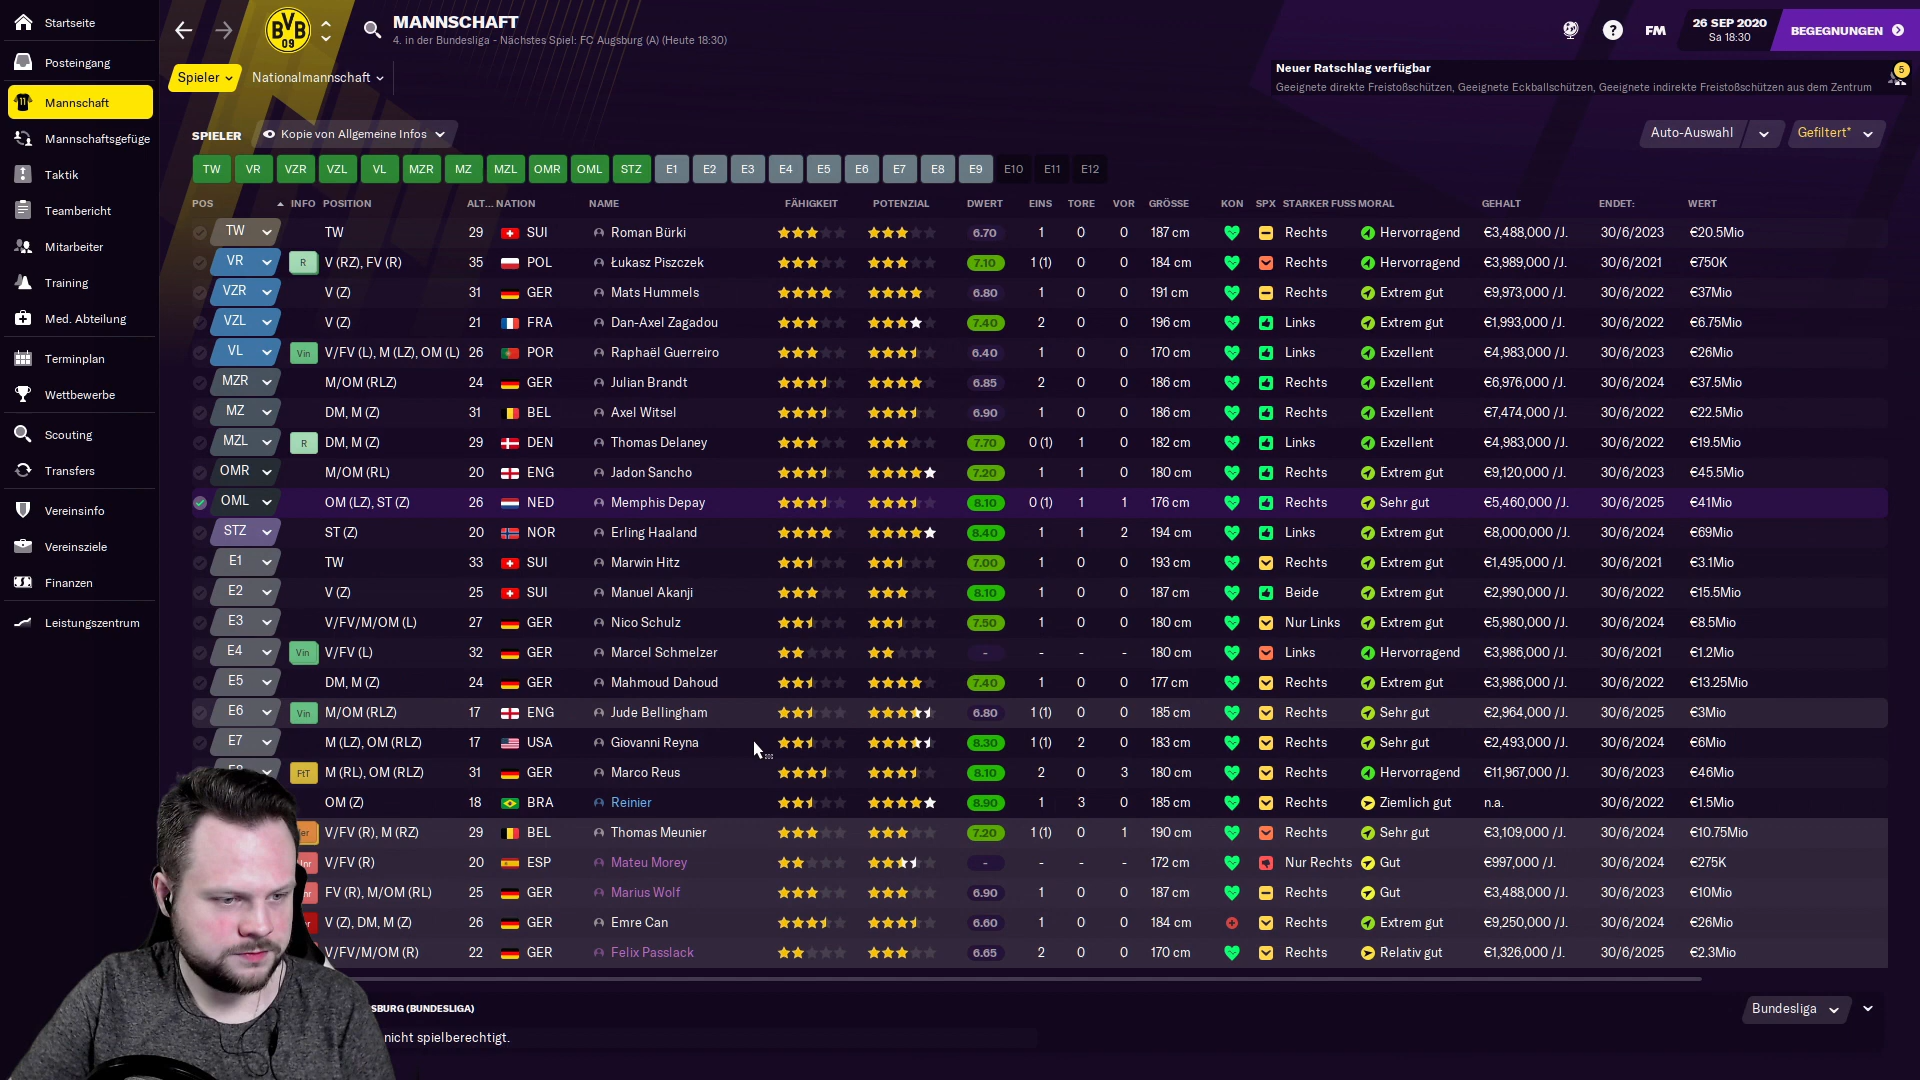 Startseite
Posteingang
Mannschaft
Mannschaftsgefüge
Taktik
Teambericht
Mitarbeiter
Training
Med. Abteilung
Terminplan
Wettbewerbe
Scouting
Transfers
Vereinsinfo
Vereinsziele
Finanzen
Leistungszentrum
BVB 09
MANNSCHAFT
4. in der Bundesliga - Nächstes Spiel: FC Augsburg (A) (Heute 18:30)
FM
26 SEP 2020
Sa 18:30
BEGEGNUNGEN
Spieler Nationalmannschaft
Neuer Ratschlag verfügbar
Geeignete direkte Freistoßschützen, Geeignete Eckballschützen, Geeignete indirekte Freistoßschützen aus dem Zentrum
5
SPIELER Kopie von Allgemeine Infos Auto-Auswahl Gefiltert*
TW VR VZR VZL VL MZR MZ MZL OMR OML STZ E1 E2 E3 E4 E5 E6 E7 E8 E9 E10 E11 E12
POS INFO POSITION ALT... NATION NAME FÄHIGKEIT POTENZIAL DWERT EINS TORE VOR GRÖSSE KON SPX STARKER FUSS MORAL GEHALT ENDET: WERT
TW TW 29 SUI Roman Bürki 6.70 1 0 0 187 cm Rechts Hervorragend €3,488,000 /J. 30/6/2023 €20.5Mio
VR R V (RZ), FV (R) 35 POL Łukasz Piszczek 7.10 1 (1) 0 0 184 cm Rechts Hervorragend €3,989,000 /J. 30/6/2021 €750K
VZR V (Z) 31 GER Mats Hummels 6.80 1 0 0 191 cm Rechts Extrem gut €9,973,000 /J. 30/6/2022 €37Mio
VZL V (Z) 21 FRA Dan-Axel Zagadou 7.40 2 0 0 196 cm Links Extrem gut €1,993,000 /J. 30/6/2022 €6.75Mio
VL Vin V/FV (L), M (LZ), OM (L) 26 POR Raphaël Guerreiro 6.40 1 0 0 170 cm Links Exzellent €4,983,000 /J. 30/6/2023 €26Mio
MZR M/OM (RLZ) 24 GER Julian Brandt 6.85 2 0 0 186 cm Rechts Exzellent €6,976,000 /J. 30/6/2024 €37.5Mio
MZ DM, M (Z) 31 BEL Axel Witsel 6.90 1 0 0 186 cm Rechts Exzellent €7,474,000 /J. 30/6/2022 €22.5Mio
MZL R DM, M (Z) 29 DEN Thomas Delaney 7.70 0 (1) 1 0 182 cm Links Exzellent €4,983,000 /J. 30/6/2022 €19.5Mio
OMR M/OM (RL) 20 ENG Jadon Sancho 7.20 1 1 0 180 cm Rechts Extrem gut €9,120,000 /J. 30/6/2023 €45.5Mio
OML OM (LZ), ST (Z) 26 NED Memphis Depay 8.10 0 (1) 1 1 176 cm Rechts Sehr gut €5,460,000 /J. 30/6/2025 €41Mio
STZ ST (Z) 20 NOR Erling Haaland 8.40 1 1 2 194 cm Links Extrem gut €8,000,000 /J. 30/6/2024 €69Mio
E1 TW 33 SUI Marwin Hitz 7.00 1 0 0 193 cm Rechts Extrem gut €1,495,000 /J. 30/6/2021 €3.1Mio
E2 V (Z) 25 SUI Manuel Akanji 8.10 1 0 0 187 cm Beide Extrem gut €2,990,000 /J. 30/6/2022 €15.5Mio
E3 V/FV/M/OM (L) 27 GER Nico Schulz 7.50 1 0 0 180 cm Nur Links Extrem gut €5,980,000 /J. 30/6/2024 €8.5Mio
E4 Vin V/FV (L) 32 GER Marcel Schmelzer - - - - 180 cm Links Hervorragend €3,986,000 /J. 30/6/2021 €1.2Mio
E5 DM, M (Z) 24 GER Mahmoud Dahoud 7.40 1 0 0 177 cm Rechts Extrem gut €3,986,000 /J. 30/6/2022 €13.25Mio
E6 Vin M/OM (RLZ) 17 ENG Jude Bellingham 6.80 1 (1) 0 0 185 cm Rechts Sehr gut €2,964,000 /J. 30/6/2025 €3Mio
E7 M (LZ), OM (RLZ) 17 USA Giovanni Reyna 8.30 1 (1) 2 0 183 cm Rechts Sehr gut €2,493,000 /J. 30/6/2025 €6Mio
E8 FtT M (RL), OM (RLZ) 31 GER Marco Reus 8.10 2 0 3 180 cm Rechts Hervorragend €11,967,000 /J. 30/6/2023 €46Mio
OM (Z) 18 BRA Reinier 8.90 1 3 0 185 cm Rechts Ziemlich gut n.a. 30/6/2022 €1.5Mio
V/FV (R), M (RZ) 29 BEL Thomas Meunier 7.20 1 (1) 0 1 190 cm Rechts Sehr gut €3,109,000 /J. 30/6/2024 €10.75Mio
V/FV (R) 20 ESP Mateu Morey - - - - 172 cm Nur Rechts Gut €997,000 /J. 30/6/2024 €275K
FV (R), M/OM (RL) 25 GER Marius Wolf 6.90 1 0 0 187 cm Rechts Gut €3,488,000 /J. 30/6/2023 €10Mio
V (Z), DM, M (Z) 26 GER Emre Can 6.60 1 0 0 184 cm Rechts Extrem gut €9,250,000 /J. 30/6/2024 €26Mio
V/FV/M/OM (R) 22 GER Felix Passlack 6.65 2 0 0 170 cm Rechts Relativ gut €1,326,000 /J. 30/6/2025 €2.3Mio
SBURG (BUNDESLIGA) Bundesliga
nicht spielberechtigt.